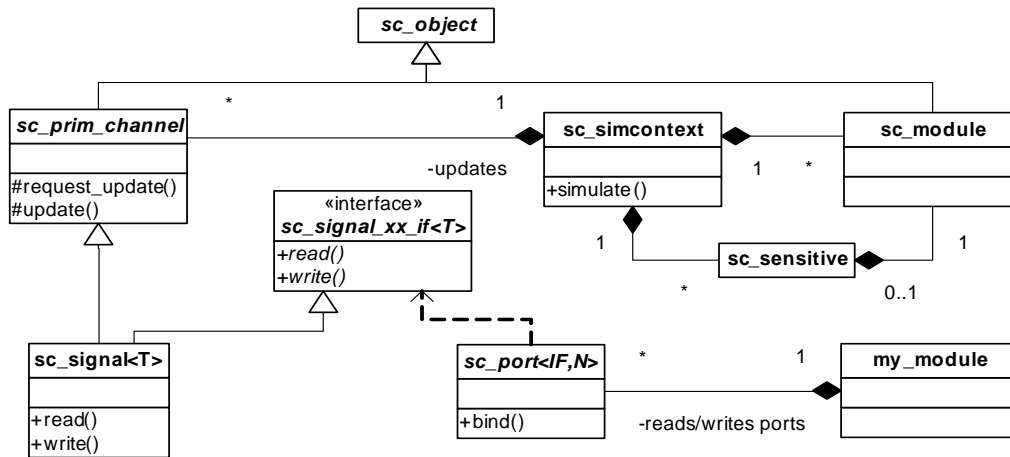 sc_object
* 1
sc_prim_channel
sc_simcontext
sc_module
-updates
1 *
#request_update()
#update()
+simulate()
«interface»
sc_signal_xx_if<T>
+read()
+write()
1
sc_sensitive
1
*
0..1
sc_signal<T>
sc_port<IF,N>
* 1
my_module
+read()
+write()
+bind()
-reads/writes ports